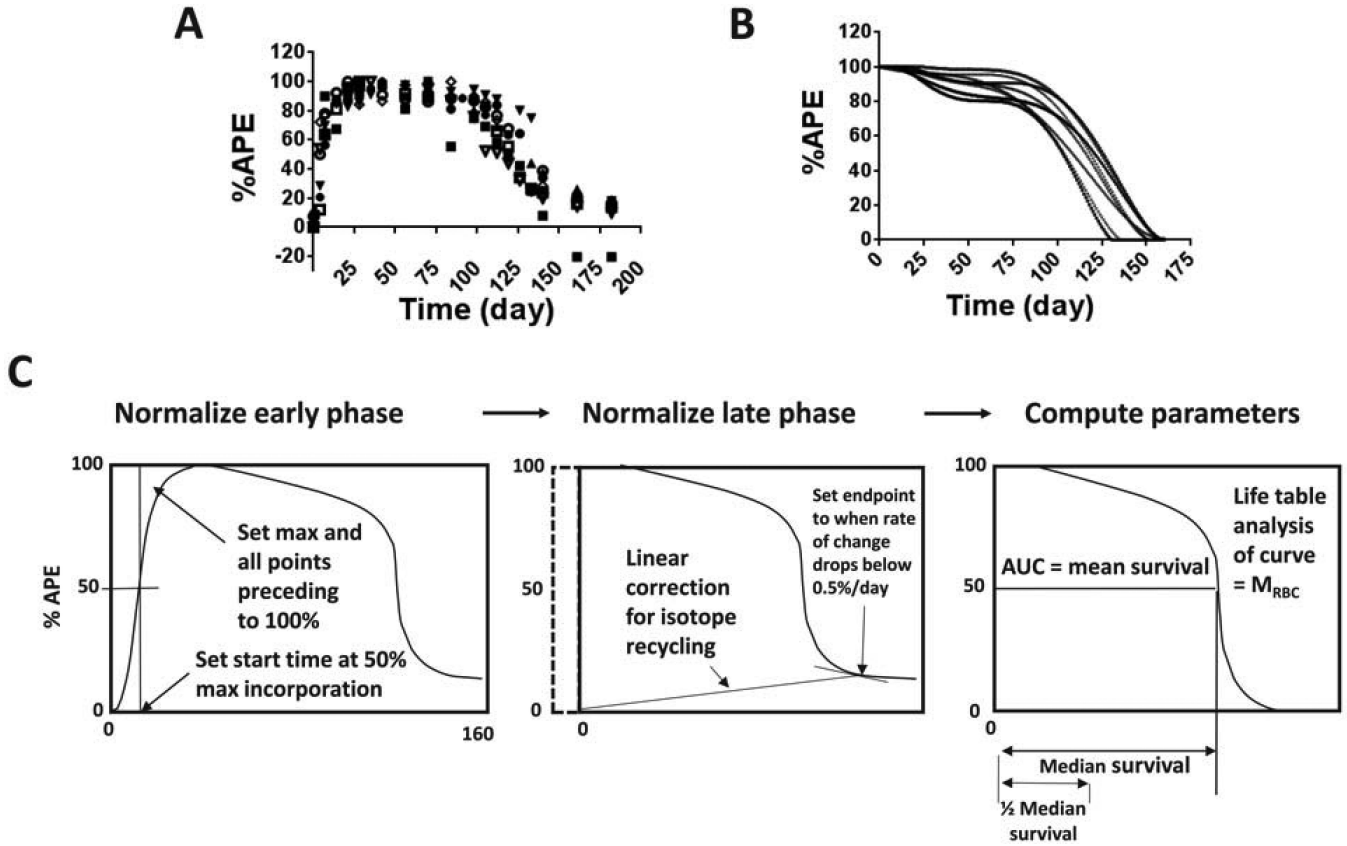 A
120
100
80
60
40
20
0
-20
%APE
25
50
75
100
125
150
175
200
Time (day)
B
120
100
80
60
40
20
0
%APE
0
25
50
75
100
125
150
175
Time (day)
C
Normalize early phase
Normalize late phase
Compute parameters
100
50
0
% APE
Set max and
all points
preceding
to 100%
Set start time at 50%
max incorporation
0
160
100
50
0
Linear
correction
for isotope
recycling
Set endpoint
to when rate
of change
drops below
0.5%/day
0
100
50
0
AUC = mean survival
Life table
analysis
of curve
= MRBC
0
Median survival
½ Median
survival